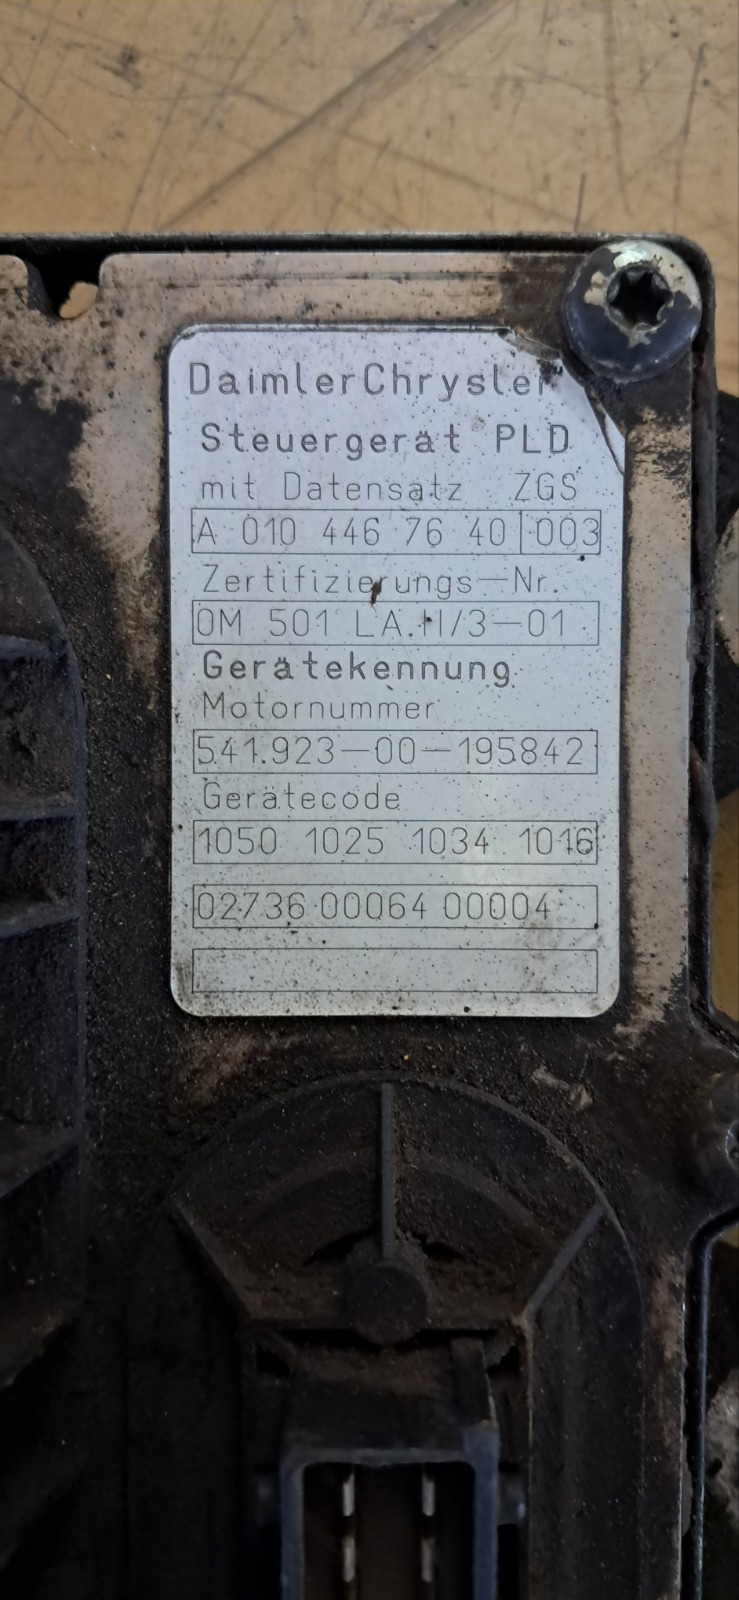 DaimlerChrysler
Steuergerät PLD
mit Datensatz ZGS
A 010 446 76 40 003
Zertifizierungs-Nr.
OM 501 LA.II/3-01
Gerätekennung
Motornummer
541.923-00-195842
Gerätecode
1050 1025 1034 1016
02736 00064 00004